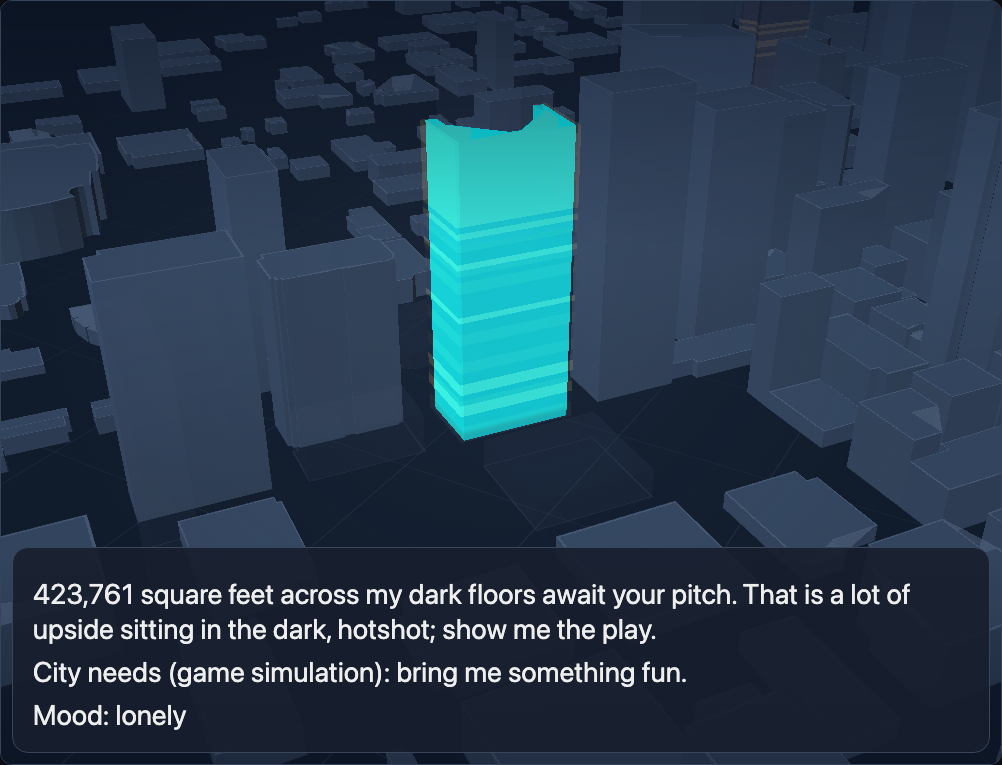 423,761 square feet across my dark floors await your pitch. That is a lot of
upside sitting in the dark, hotshot; show me the play.
City needs (game simulation): bring me something fun.
Mood: lonely